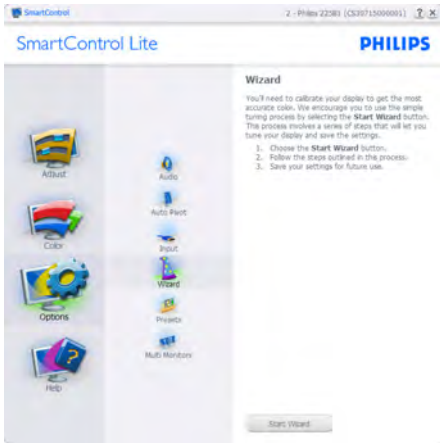 SmartControl
2 - Philips 225B1 (CS30715000001)
? X
SmartControl Lite
PHILIPS
Adjust
Color
Options
Help
Audio
Auto Pivot
Input
Wizard
Presets
Multi Monitors
Wizard
You'll need to calibrate your display to get the most
accurate color. We encourage you to use the simple
tuning process by selecting the Start Wizard button.
This process involves a series of steps that will let you
tune your display and save the settings.
1. Choose the Start Wizard button.
2. Follow the steps outlined in the process.
3. Save your settings for future use.
Start Wizard